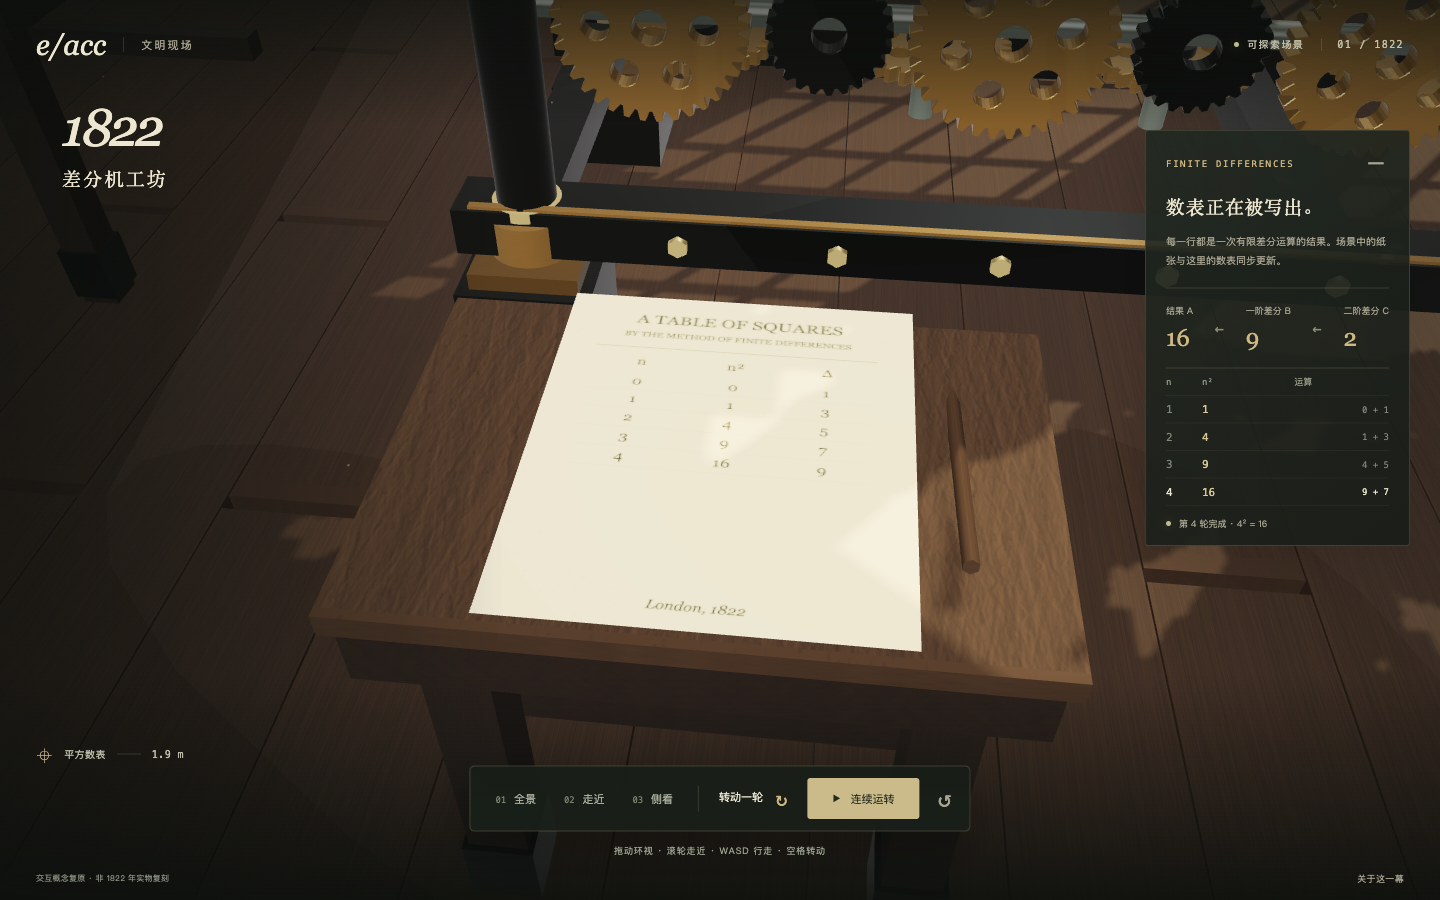 e/acc 文明现场
可探索场景 01 / 1822
1822
差分机工坊
FINITE DIFFERENCES
数表正在被写出。
每一行都是一次有限差分运算的结果。场景中的纸
张与这里的数表同步更新。
结果 A 一阶差分 B 二阶差分 C
16 ← 9 ← 2
n n² 运算
1 1 0 + 1
2 4 1 + 3
3 9 4 + 5
4 16 9 + 7
第 4 轮完成 · 4² = 16
A TABLE OF SQUARES
BY THE METHOD OF FINITE DIFFERENCES
n n² Δ
0 0 1
1 1 3
2 4 5
3 9 7
4 16 9
London, 1822
平方数表 1.9 m
01 全景 02 走近 03 侧看 转动一轮 ↻ ▶ 连续运转 ↺
拖动环视 · 滚轮走近 · WASD 行走 · 空格转动
交互概念复原 · 非 1822 年实物复刻
关于这一幕